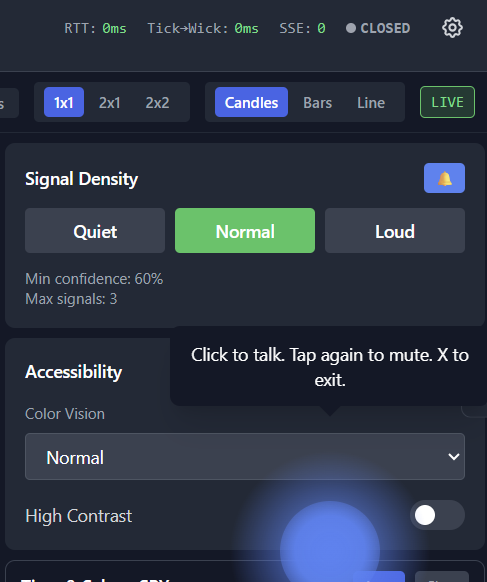 RTT: 0ms Tick→Wick: 0ms SSE: 0 CLOSED
1x1 2x1 2x2 Candles Bars Line LIVE
Signal Density
Quiet Normal Loud
Min confidence: 60%
Max signals: 3
Click to talk. Tap again to mute. X to
exit.
Accessibility
Color Vision
Normal
High Contrast